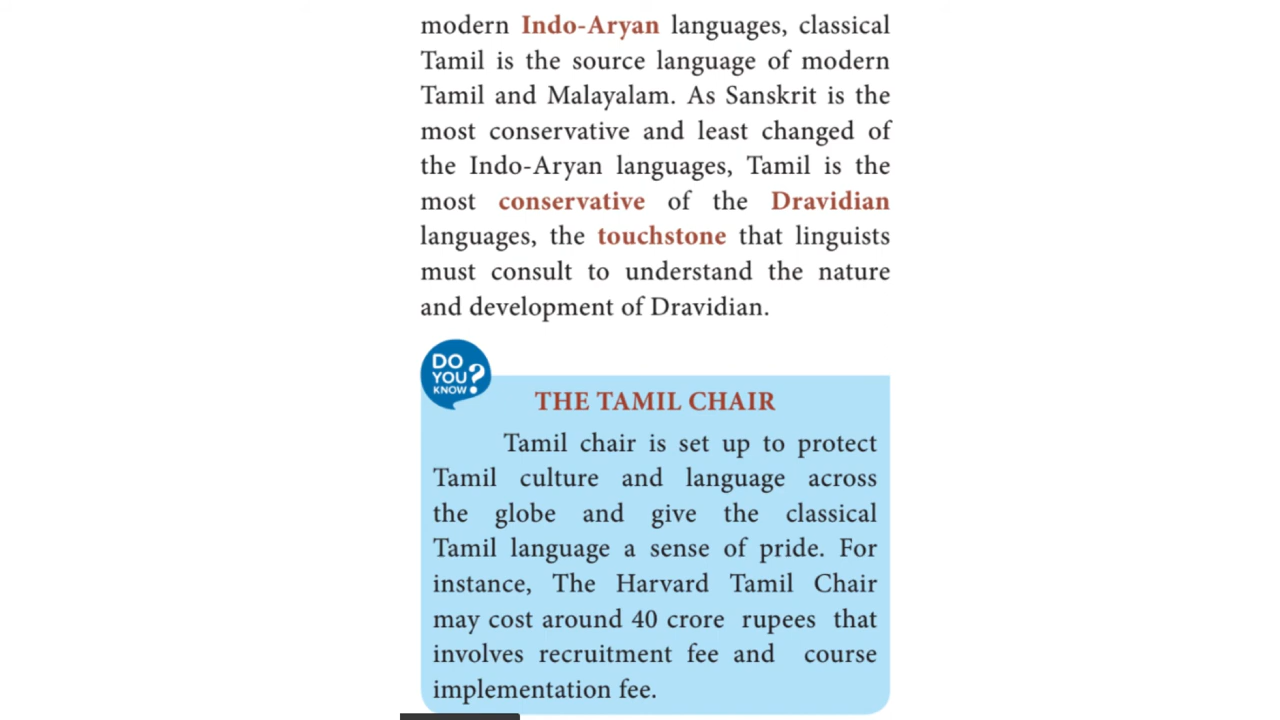 modern Indo-Aryan languages, classical
Tamil is the source language of modern
Tamil and Malayalam. As Sanskrit is the
most conservative and least changed of
the Indo-Aryan languages, Tamil is the
most conservative of the Dravidian
languages, the touchstone that linguists
must consult to understand the nature
and development of Dravidian.
DO
YOU
KNOW ?
THE TAMIL CHAIR
Tamil chair is set up to protect
Tamil culture and language across
the globe and give the classical
Tamil language a sense of pride. For
instance, The Harvard Tamil Chair
may cost around 40 crore rupees that
involves recruitment fee and course
implementation fee.